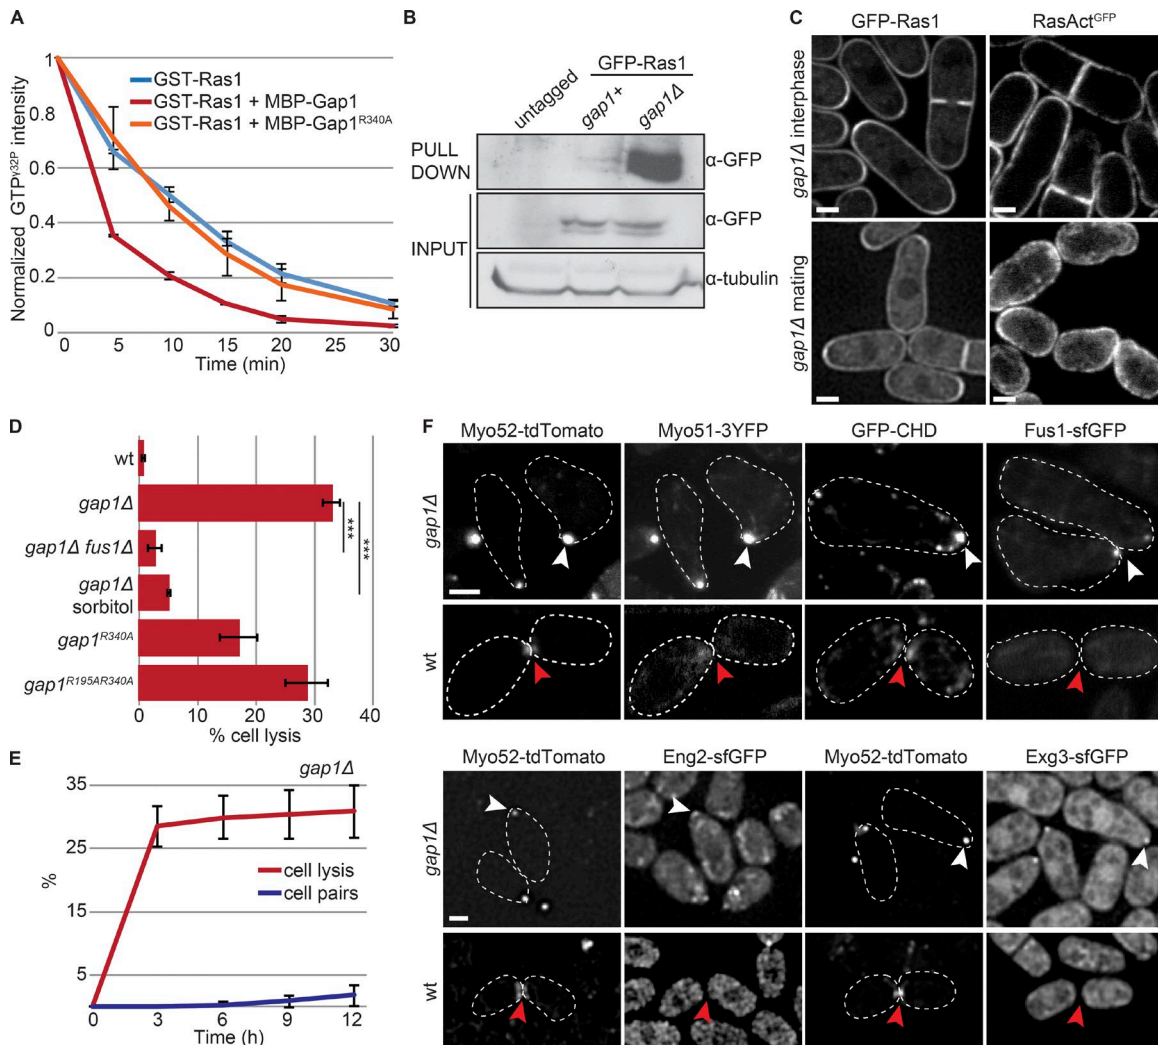 A
Normalized GTPγ32P intensity
1
0.8
0.6
0.4
0.2
0
GST-Ras1
GST-Ras1 + MBP-Gap1
GST-Ras1 + MBP-Gap1R340A
0 5 10 15 20 25 30
Time (min)
B
GFP-Ras1
untagged gap1+ gap1Δ
PULL DOWN
α-GFP
INPUT
α-GFP
α-tubulin
C
GFP-Ras1 RasActGFP
gap1Δ interphase
gap1Δ mating
D
wt
gap1Δ
gap1Δ fus1Δ
gap1Δ
sorbitol
gap1R340A
gap1R195AR340A
***
***
0 10 20 30 40
% cell lysis
E
gap1Δ
%
35
25
15
5
cell lysis
cell pairs
0 3 6 9 12
Time (h)
F
Myo52-tdTomato Myo51-3YFP GFP-CHD Fus1-sfGFP
gap1Δ
wt
Myo52-tdTomato Eng2-sfGFP Myo52-tdTomato Exg3-sfGFP
gap1Δ
wt